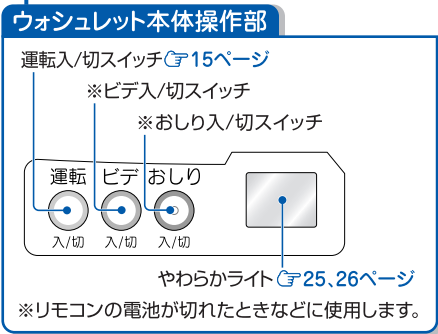 ウォシュレット本体操作部
運転入/切スイッチ☞15ページ
※ビデ入/切スイッチ
※おしり入/切スイッチ
運転 ビデ おしり
入/切 入/切 入/切
やわらかライト☞25、26ページ
※リモコンの電池が切れたときなどに使用します。